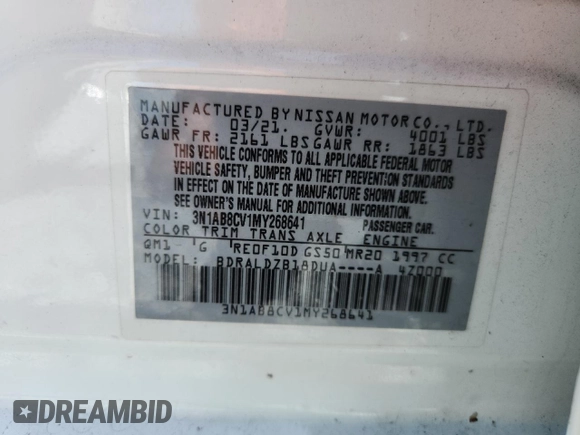 MANUFACTURED BY NISSAN MOTOR CO., LTD.
DATE: 03/21. GVWR: 4001 LBS
GAWR FR: 2161 LBS GAWR RR: 1863 LBS
THIS VEHICLE CONFORMS TO ALL APPLICABLE FEDERAL MOTOR
VEHICLE SAFETY, BUMPER AND THEFT PREVENTION STANDARDS
IN EFFECT ON THE DATE OF MANUFACTURE SHOWN ABOVE.
SEE OWNER'S MANUAL FOR ADDITIONAL INFORMATION
VIN: 3N1AB8CV1MY268641 PASSENGER CAR.
COLOR TRIM TRANS AXLE ENGINE
QM1 G RE0F10D GS50 MR20 1997 CC
MODEL: BDRALDZB18DUA----A 4Z000
3N1AB8CV1MY268641
DREAMBID